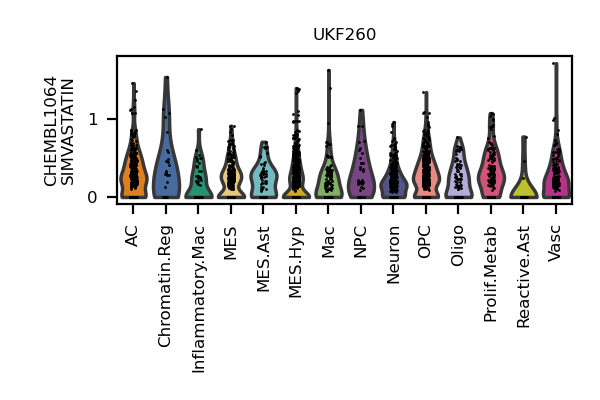 UKF260
CHEMBL1064
SIMVASTATIN
1
0
AC
Chromatin.Reg
Inflammatory.Mac
MES
MES.Ast
MES.Hyp
Mac
NPC
Neuron
OPC
Oligo
Prolif.Metab
Reactive.Ast
Vasc